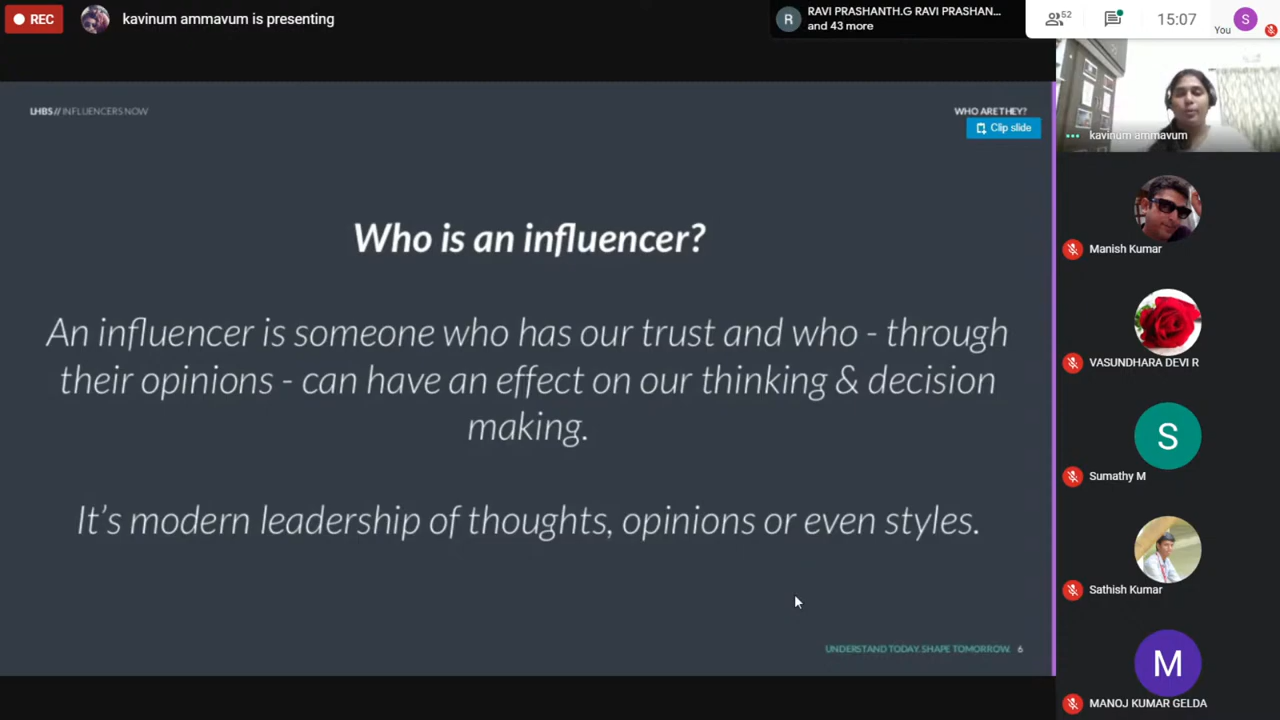 REC
kavinum ammavum is presenting
R
RAVI PRASHANTH.G RAVI PRASHAN...
and 43 more
52
15:07
You
S
LHBS// INFLUENCERS NOW
WHO ARE THEY?
Clip slide
Who is an influencer?
An influencer is someone who has our trust and who - through
their opinions - can have an effect on our thinking & decision
making.
It's modern leadership of thoughts, opinions or even styles.
UNDERSTAND TODAY. SHAPE TOMORROW. 6
kavinum ammavum
Manish Kumar
VASUNDHARA DEVI R
S
Sumathy M
Sathish Kumar
M
MANOJ KUMAR GELDA